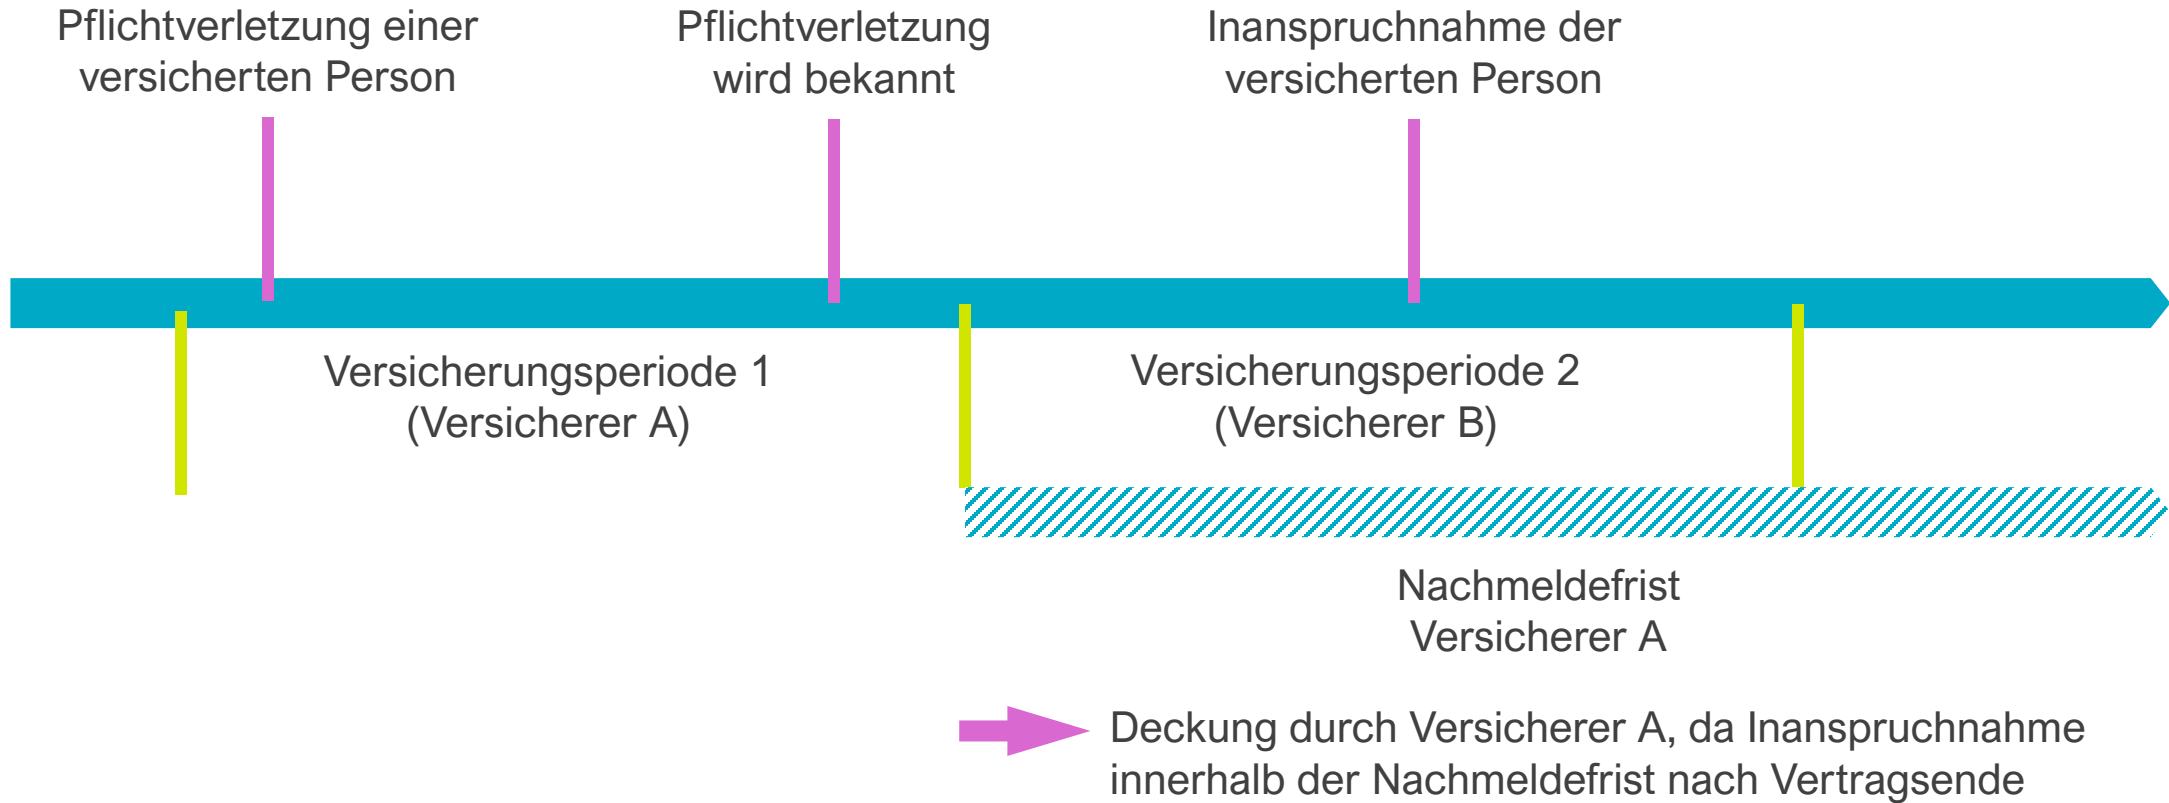 Pflichtverletzung einer
versicherten Person
Pflichtverletzung
wird bekannt
Inanspruchnahme der
versicherten Person
Versicherungsperiode 1
(Versicherer A)
Versicherungsperiode 2
(Versicherer B)
Nachmeldefrist
Versicherer A
Deckung durch Versicherer A, da Inanspruchnahme
innerhalb der Nachmeldefrist nach Vertragsende